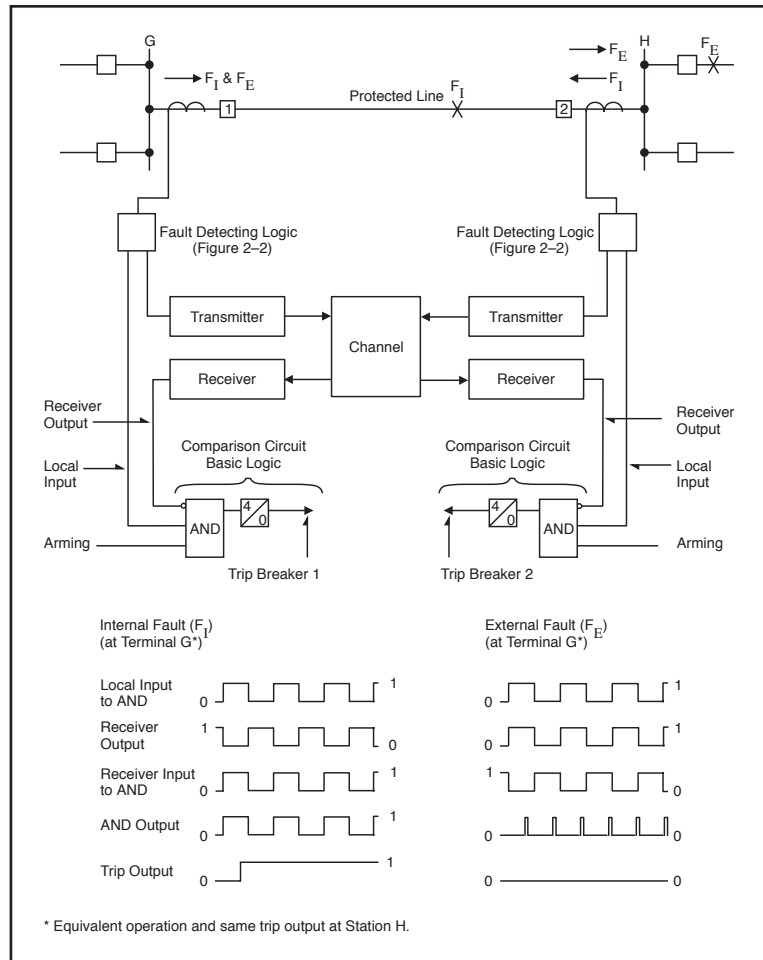 G
H
F_E
F_I & F_E
F_E
F_I
F_I
Protected Line
1
2
Fault Detecting Logic
(Figure 2–2)
Fault Detecting Logic
(Figure 2–2)
Transmitter
Channel
Transmitter
Receiver
Receiver
Receiver
Output
Receiver
Output
Comparison Circuit
Basic Logic
Comparison Circuit
Basic Logic
Local
Input
Local
Input
AND
4
0
4
0
AND
Arming
Arming
Trip Breaker 1
Trip Breaker 2
Internal Fault (F_I)
(at Terminal G*)
External Fault (F_E)
(at Terminal G*)
Local Input
to AND
0
1
0
1
Receiver
Output
1
0
0
1
Receiver Input
to AND
0
1
1
0
AND Output
0
1
0
0
Trip Output
0
1
0
0
* Equivalent operation and same trip output at Station H.